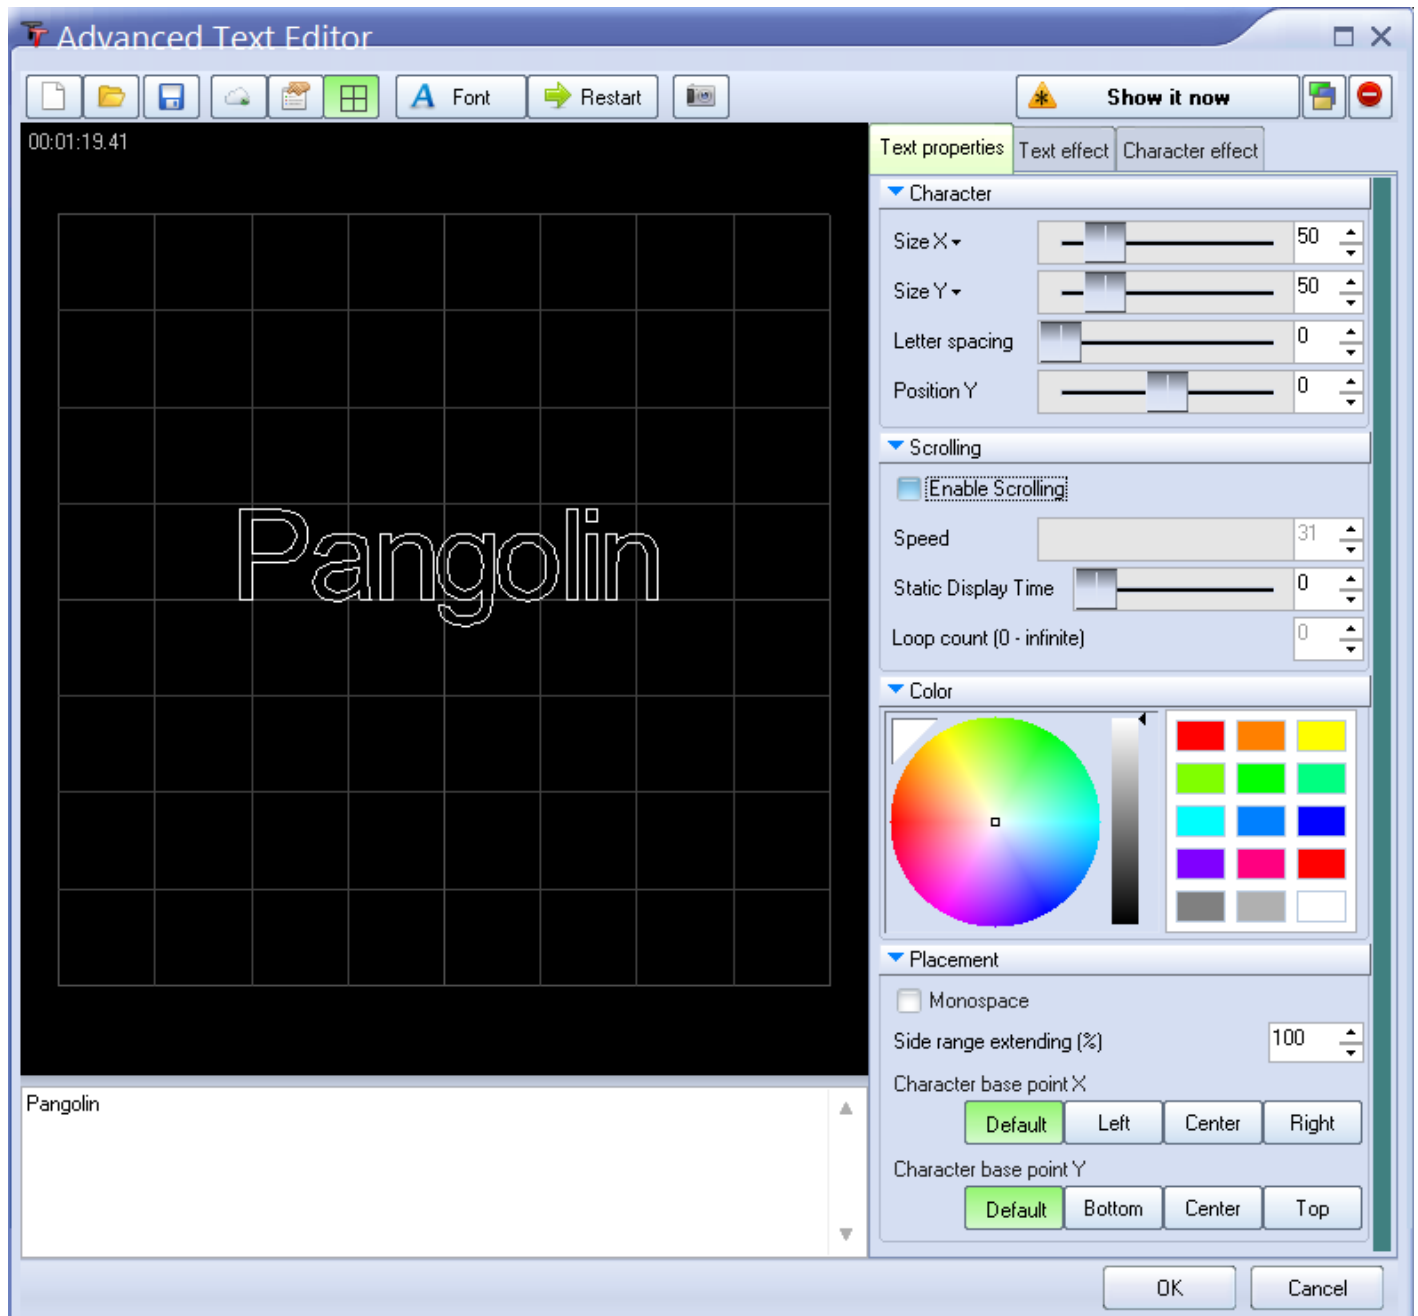 Advanced Text Editor
Font
Restart
Show it now
00:01:19.41
Text properties
Text effect
Character effect
Character
Size X
50
Size Y
50
Letter spacing
0
Position Y
0
Scrolling
Enable Scrolling
Speed
31
Static Display Time
0
Loop count (0 - infinite)
0
Color
Pangolin
Placement
Monospace
Side range extending (%)
100
Character base point X
Default
Left
Center
Right
Character base point Y
Default
Bottom
Center
Top
Pangolin
OK
Cancel